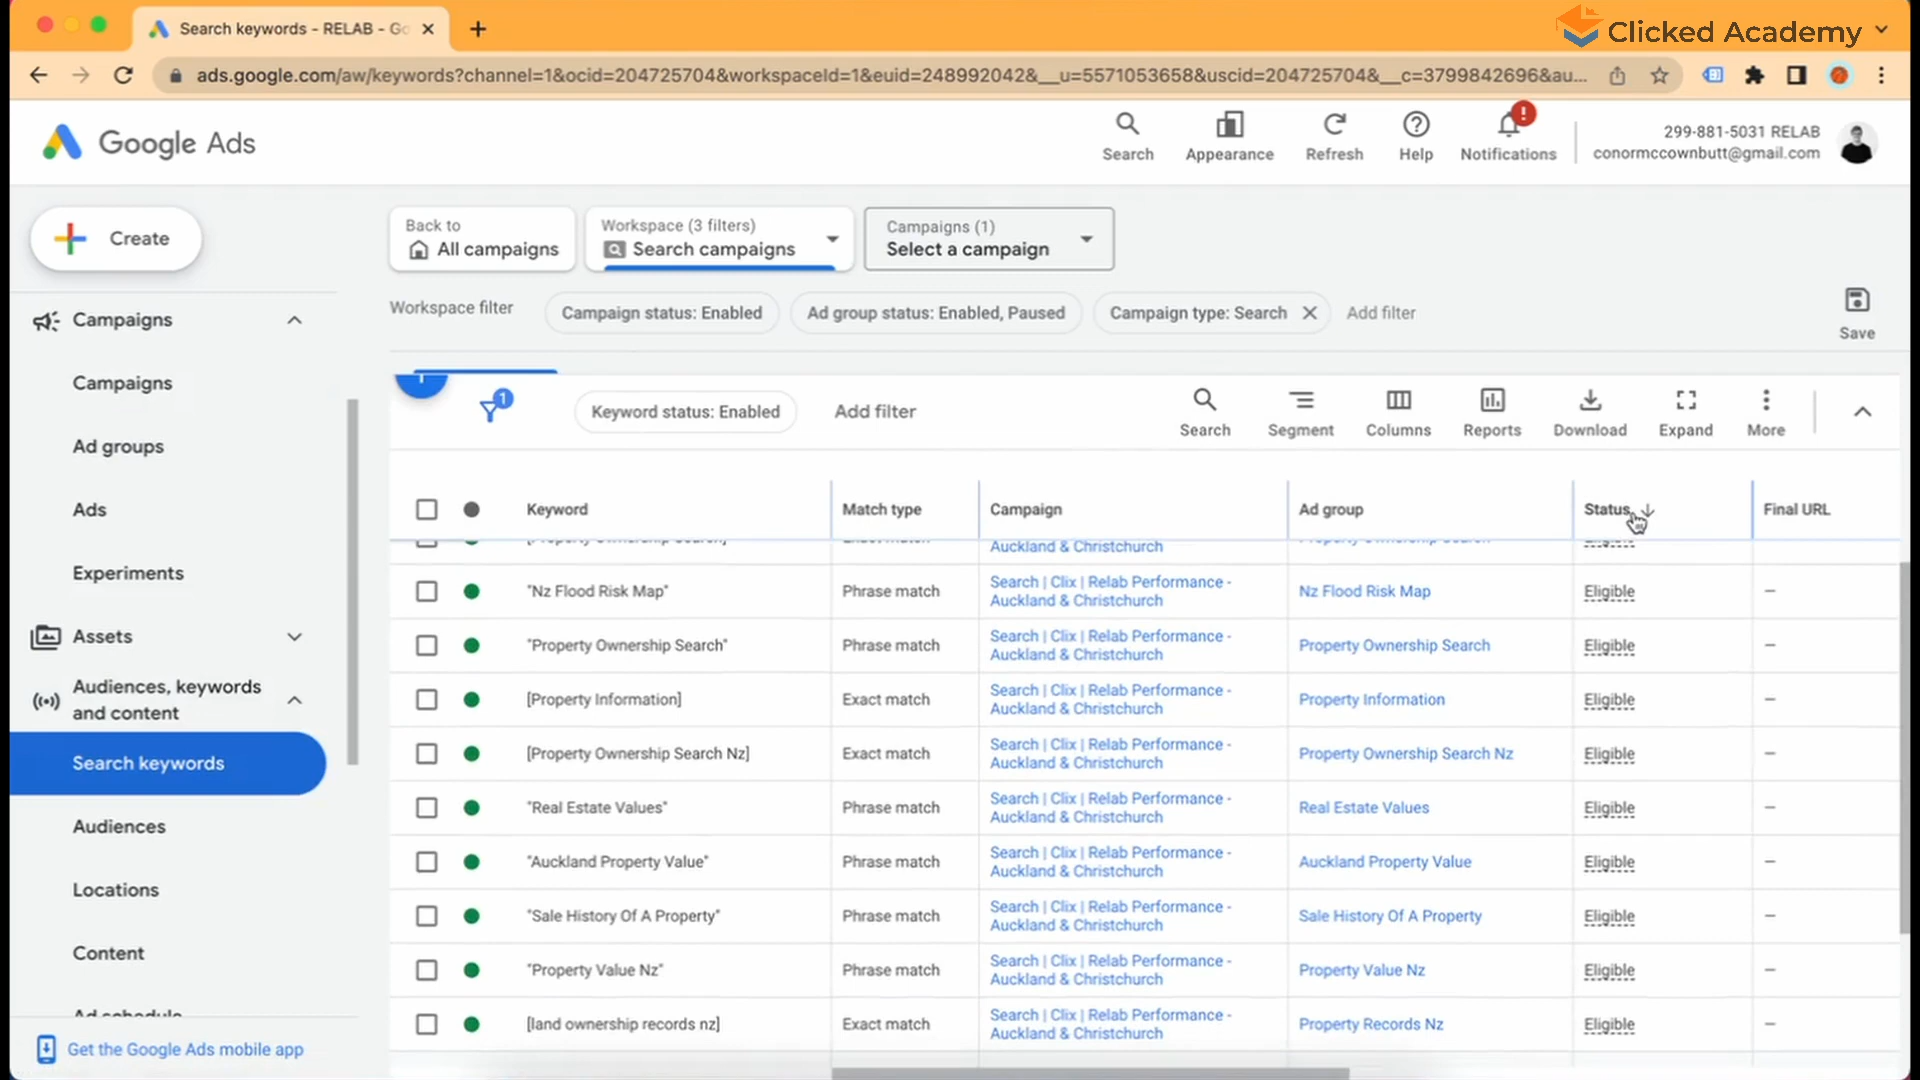 Search keywords - RELAB - Go
Clicked Academy
ads.google.com/aw/keywords?channel=1&ocid=204725704&workspaceId=1&euid=248992042&__u=5571053658&uscid=204725704&__c=3799842696&au...
Google Ads
Search
Appearance
Refresh
Help
Notifications
299-881-5031 RELAB
conormccownbutt@gmail.com
Create
Back to
All campaigns
Workspace (3 filters)
Search campaigns
Campaigns (1)
Select a campaign
Workspace filter
Campaign status: Enabled
Ad group status: Enabled, Paused
Campaign type: Search
Add filter
Save
Campaigns
Campaigns
Ad groups
Ads
Experiments
Assets
Audiences, keywords
and content
Search keywords
Audiences
Locations
Content
Ad schedule
Get the Google Ads mobile app
1
Keyword status: Enabled
Add filter
Search
Segment
Columns
Reports
Download
Expand
More
Keyword Match type Campaign Ad group Status Final URL
[Property Ownership Search] Exact match Auckland & Christchurch Property Ownership Search Eligible
"Nz Flood Risk Map" Phrase match Search | Clix | Relab Performance - Nz Flood Risk Map Eligible –
Auckland & Christchurch
"Property Ownership Search" Phrase match Search | Clix | Relab Performance - Property Ownership Search Eligible –
Auckland & Christchurch
[Property Information] Exact match Search | Clix | Relab Performance - Property Information Eligible –
Auckland & Christchurch
[Property Ownership Search Nz] Exact match Search | Clix | Relab Performance - Property Ownership Search Nz Eligible –
Auckland & Christchurch
"Real Estate Values" Phrase match Search | Clix | Relab Performance - Real Estate Values Eligible –
Auckland & Christchurch
"Auckland Property Value" Phrase match Search | Clix | Relab Performance - Auckland Property Value Eligible –
Auckland & Christchurch
"Sale History Of A Property" Phrase match Search | Clix | Relab Performance - Sale History Of A Property Eligible –
Auckland & Christchurch
"Property Value Nz" Phrase match Search | Clix | Relab Performance - Property Value Nz Eligible –
Auckland & Christchurch
[land ownership records nz] Exact match Search | Clix | Relab Performance - Property Records Nz Eligible –
Auckland & Christchurch